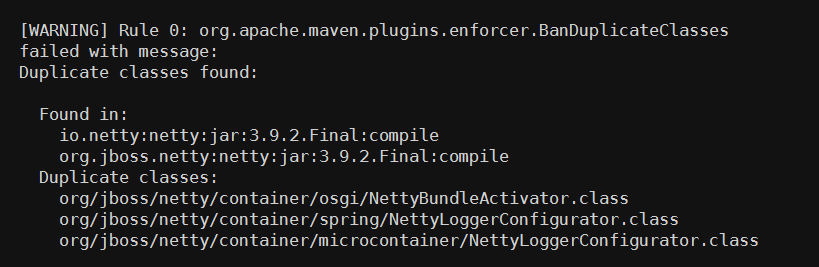 [WARNING] Rule 0: org.apache.maven.plugins.enforcer.BanDuplicateClasses
failed with message:
Duplicate classes found:
Found in:
io.netty:netty:jar:3.9.2.Final:compile
org.jboss.netty:netty:jar:3.9.2.Final:compile
Duplicate classes:
org/jboss/netty/container/osgi/NettyBundleActivator.class
org/jboss/netty/container/spring/NettyLoggerConfigurator.class
org/jboss/netty/container/microcontainer/NettyLoggerConfigurator.class